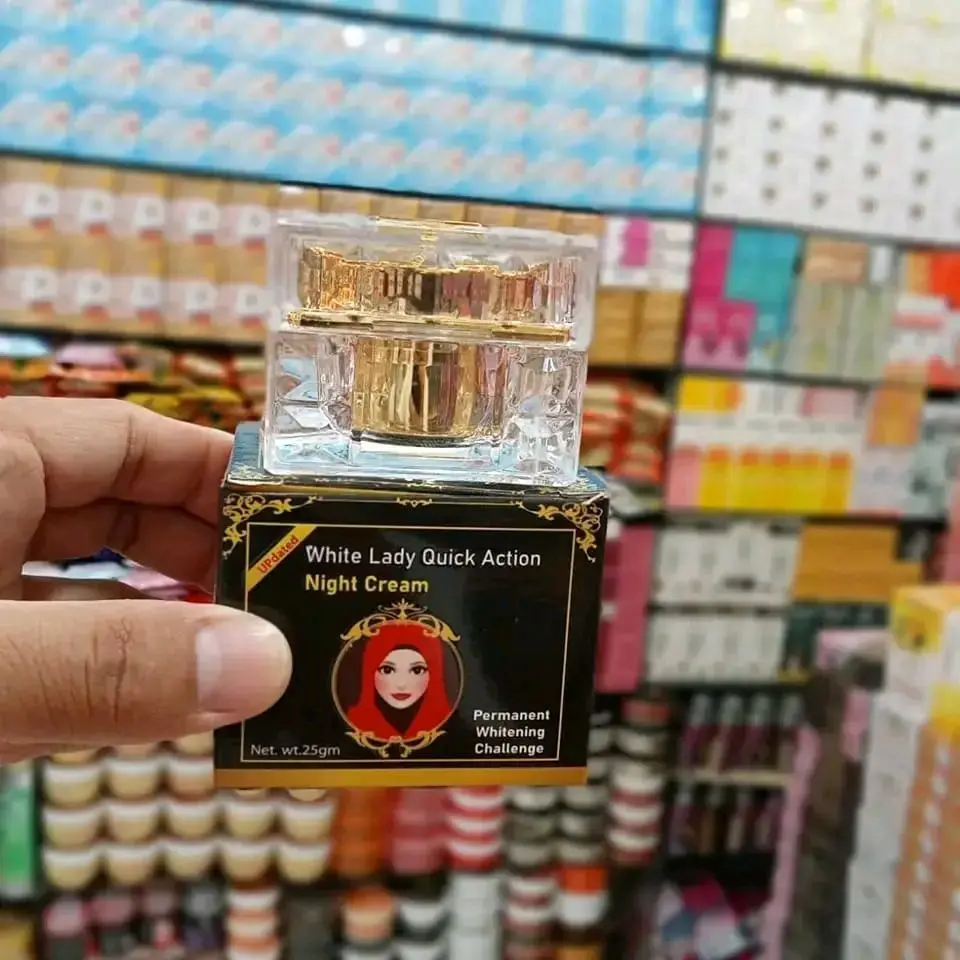 UPdated
White Lady Quick Action
Night Cream
Permanent
Whitening
Challenge
Net. wt.25gm